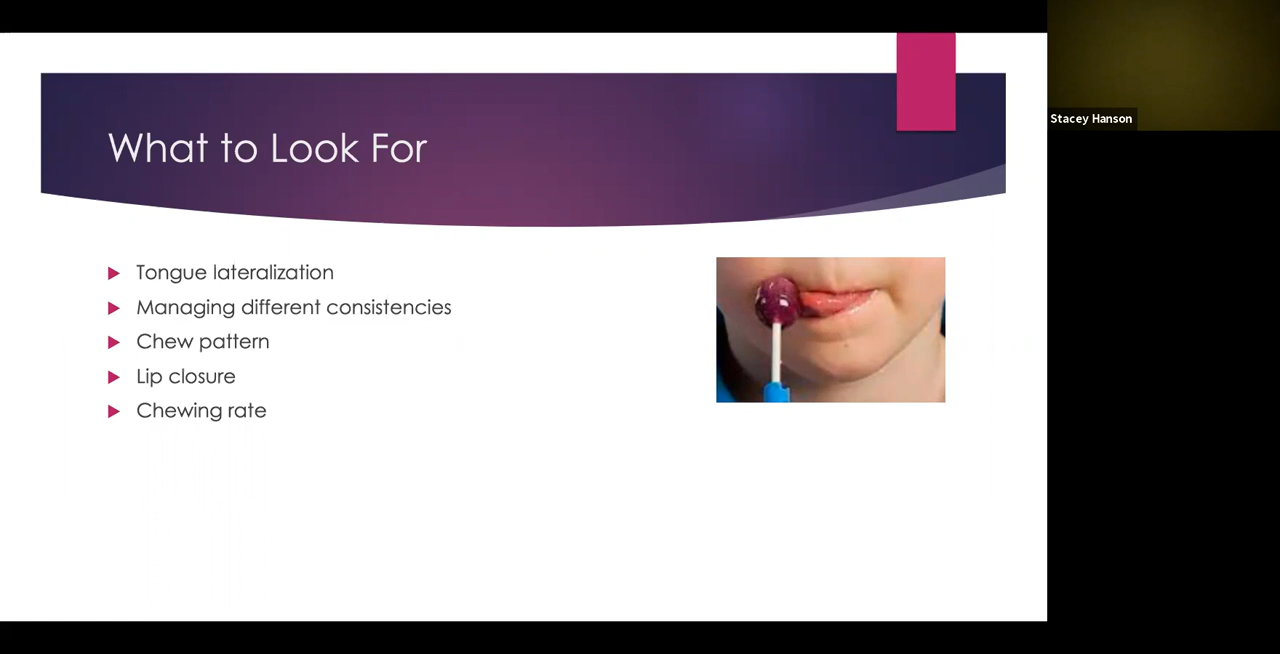 What to Look For
Tongue lateralization
Managing different consistencies
Chew pattern
Lip closure
Chewing rate
Stacey Hanson